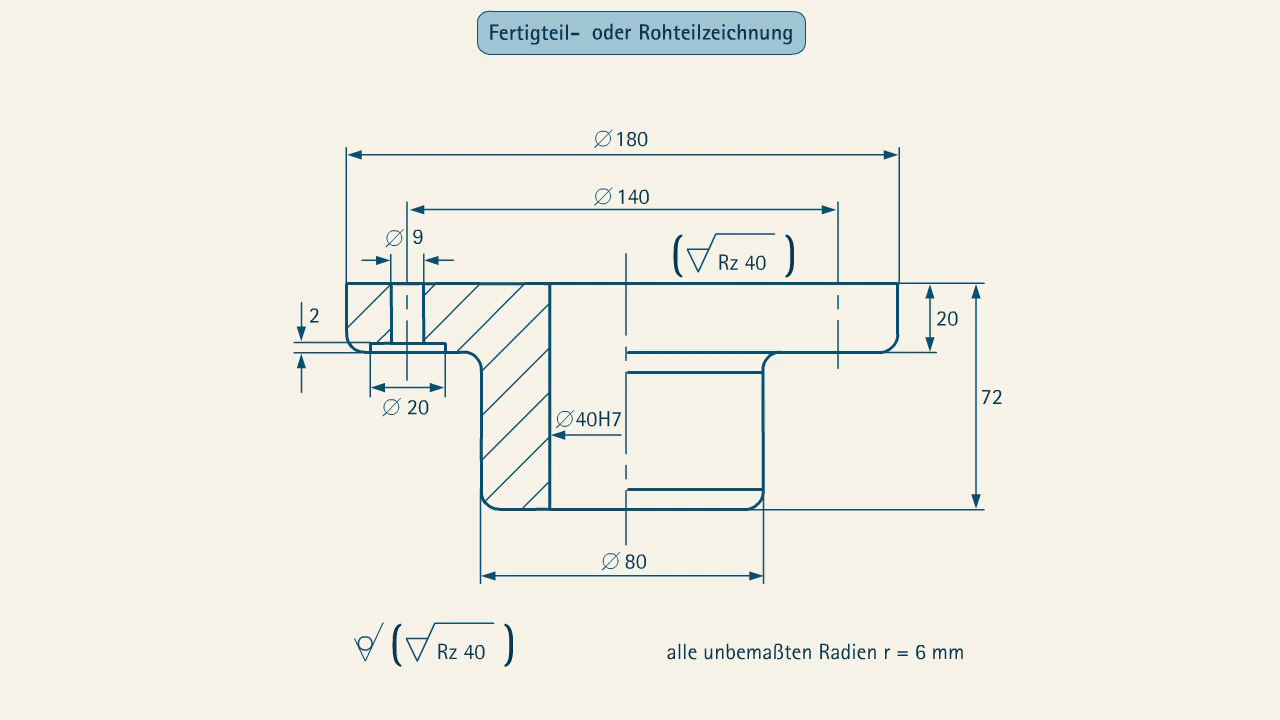 Fertigteil- oder Rohteilzeichnung
∅ 180
∅ 140
∅ 9
( Rz 40 )
2
20
72
∅ 20
∅40H7
∅ 80
( Rz 40 )
alle unbemaßten Radien r = 6 mm